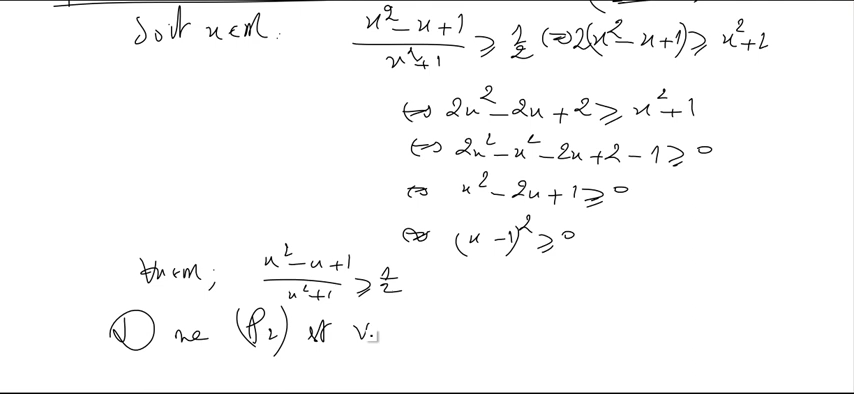 Soit x ∈ ℝ. (x² - x + 1)/(x² + 1) ≥ 1/2 ⇔ 2(x² - x + 1) ≥ x² + 1
⇔ 2x² - 2x + 2 ≥ x² + 1
⇔ 2x² - x² - 2x + 2 - 1 ≥ 0
⇔ x² - 2x + 1 ≥ 0
⇔ (x - 1)² ≥ 0
∀x ∈ ℝ; (x² - x + 1)/(x² + 1) ≥ 1/2
Donc (P₂) est v.